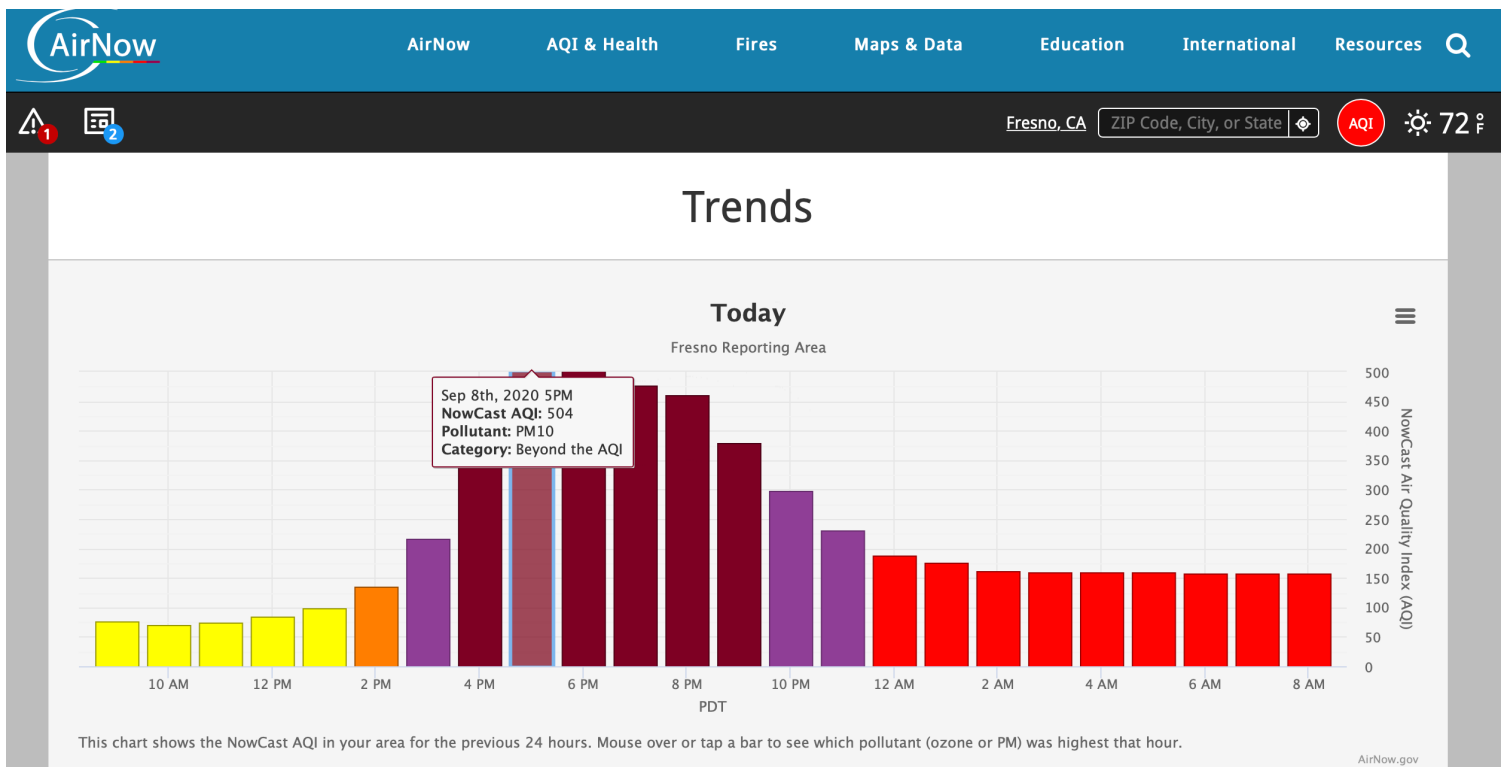 AirNow
AirNow AQI & Health Fires Maps & Data Education International Resources
1
2
Fresno, CA ZIP Code, City, or State AQI 72 °F
Trends
Today
Fresno Reporting Area
Sep 8th, 2020 5PM
NowCast AQI: 504
Pollutant: PM10
Category: Beyond the AQI
500
450
400
350
300
250
200
150
100
50
0
NowCast Air Quality Index (AQI)
10 AM 12 PM 2 PM 4 PM 6 PM 8 PM 10 PM 12 AM 2 AM 4 AM 6 AM 8 AM
PDT
This chart shows the NowCast AQI in your area for the previous 24 hours. Mouse over or tap a bar to see which pollutant (ozone or PM) was highest that hour.
AirNow.gov